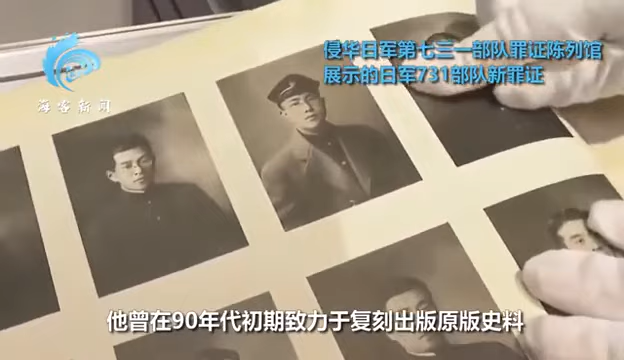 侵华日军第七三一部队罪证陈列馆
展示的日军731部队新罪证
海客新闻
他曾在90年代初期致力于复刻出版原版史料